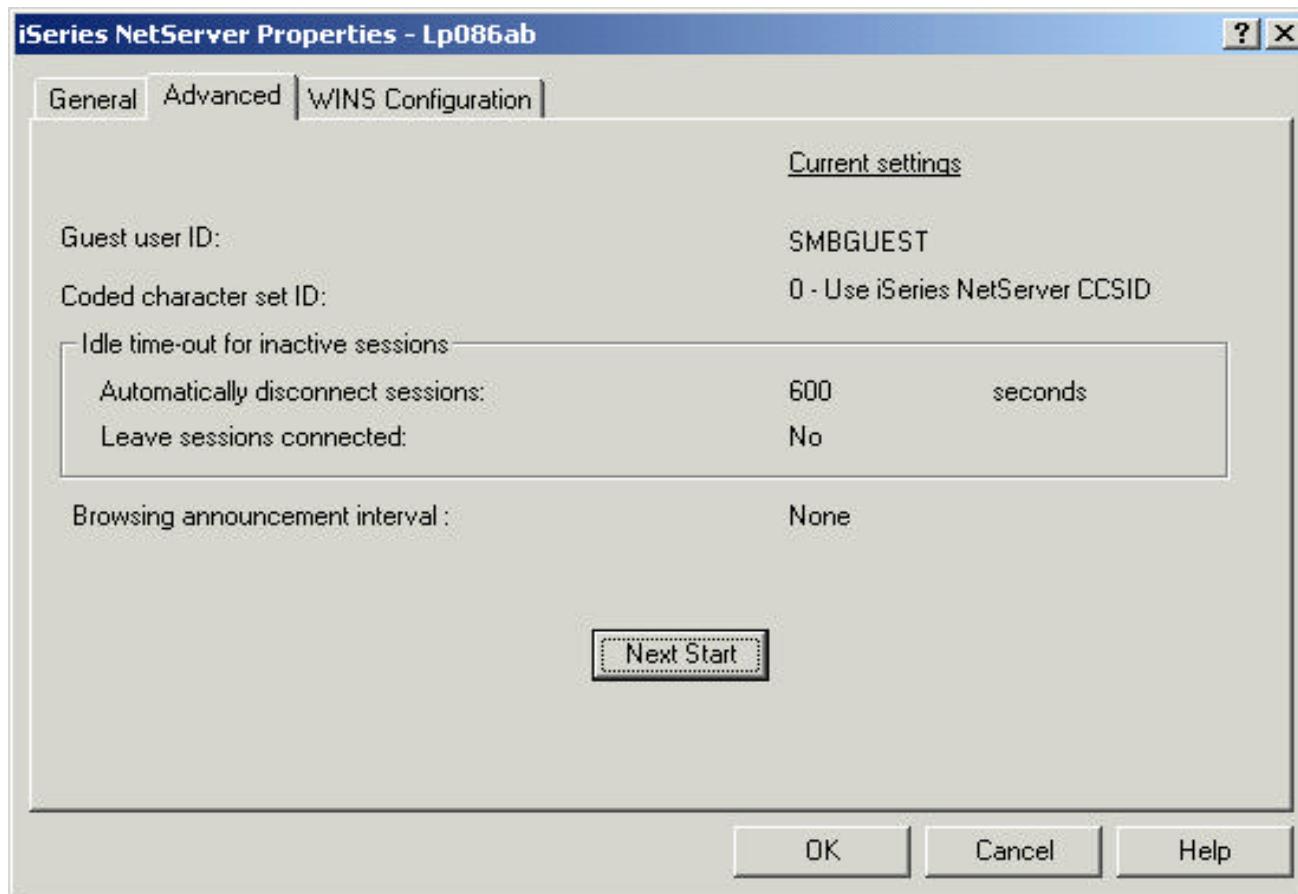 iSeries NetServer Properties - Lp086ab
General Advanced WINS Configuration
Current settings
Guest user ID: SMBGUEST
Coded character set ID: 0 - Use iSeries NetServer CCSID
Idle time-out for inactive sessions
Automatically disconnect sessions: 600 seconds
Leave sessions connected: No
Browsing announcement interval : None
Next Start
OK Cancel Help